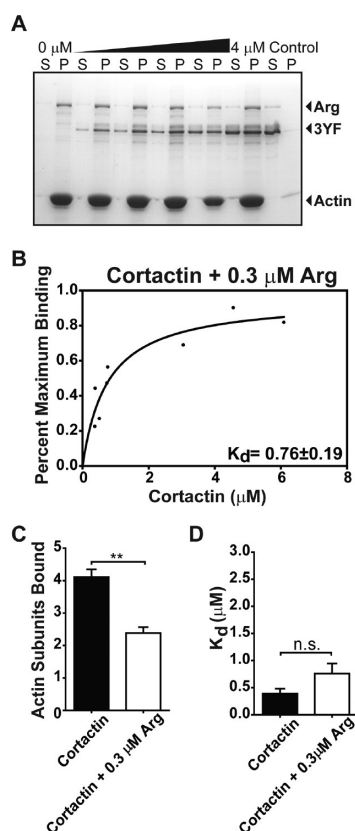 A
0 μM 4 μM Control
S P S P S P S P S P S P S P
Arg
3YF
Actin
B
Cortactin + 0.3 μM Arg
Percent Maximum Binding
1.0
0.8
0.6
0.4
0.2
0.0
0 2 4 6 8
Kd= 0.76±0.19
Cortactin (μM)
C
Actin Subunits Bound
5
4
3
2
1
0
**
Cortactin
Cortactin + 0.3 μM Arg
D
Kd (μM)
3.0
2.5
2.0
1.5
1.0
0.5
0.0
n.s.
Cortactin
Cortactin + 0.3μM Arg